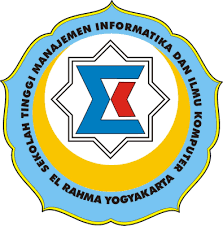 SEKOLAH TINGGI MANAJEMEN INFORMATIKA DAN ILMU KOMPUTER
EL RAHMA YOGYAKARTA